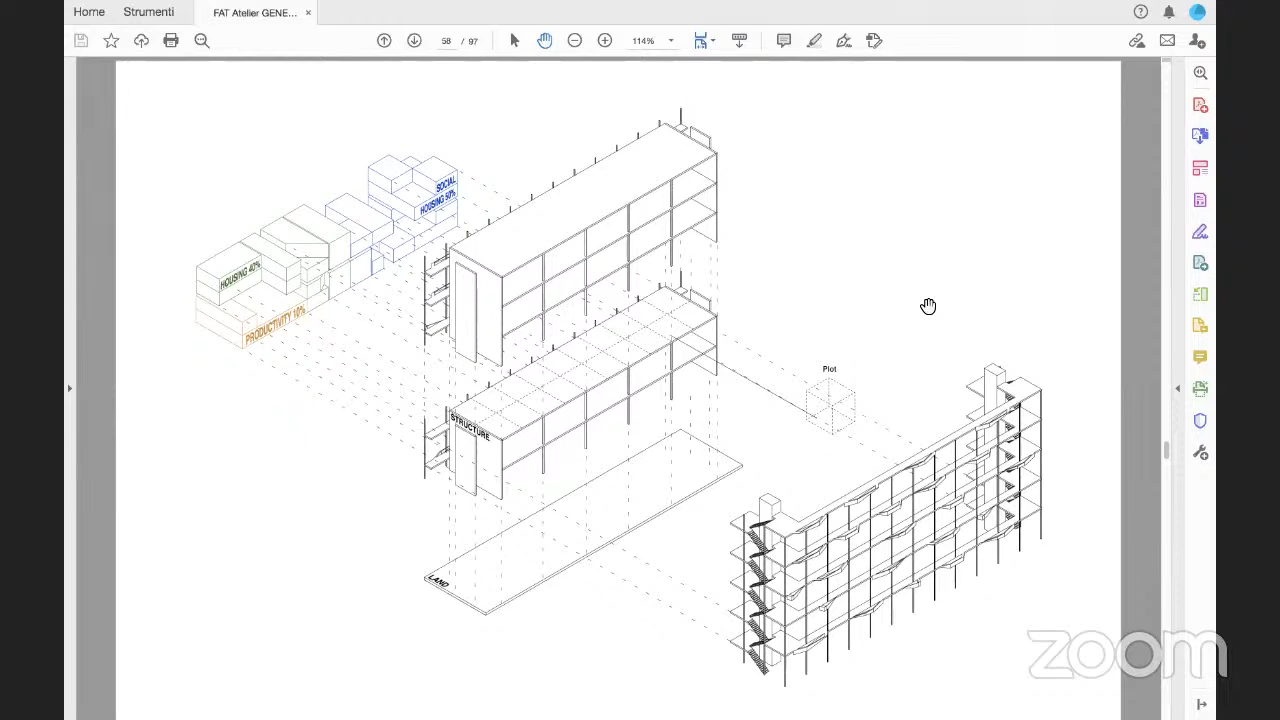 Home
Strumenti
FAT Atelier GENE... ×
58 / 97
114%
SOCIAL
HOUSING 50%
HOUSING 40%
PRODUCTIVITY 10%
Plot
STRUCTURE
LAND
zoom